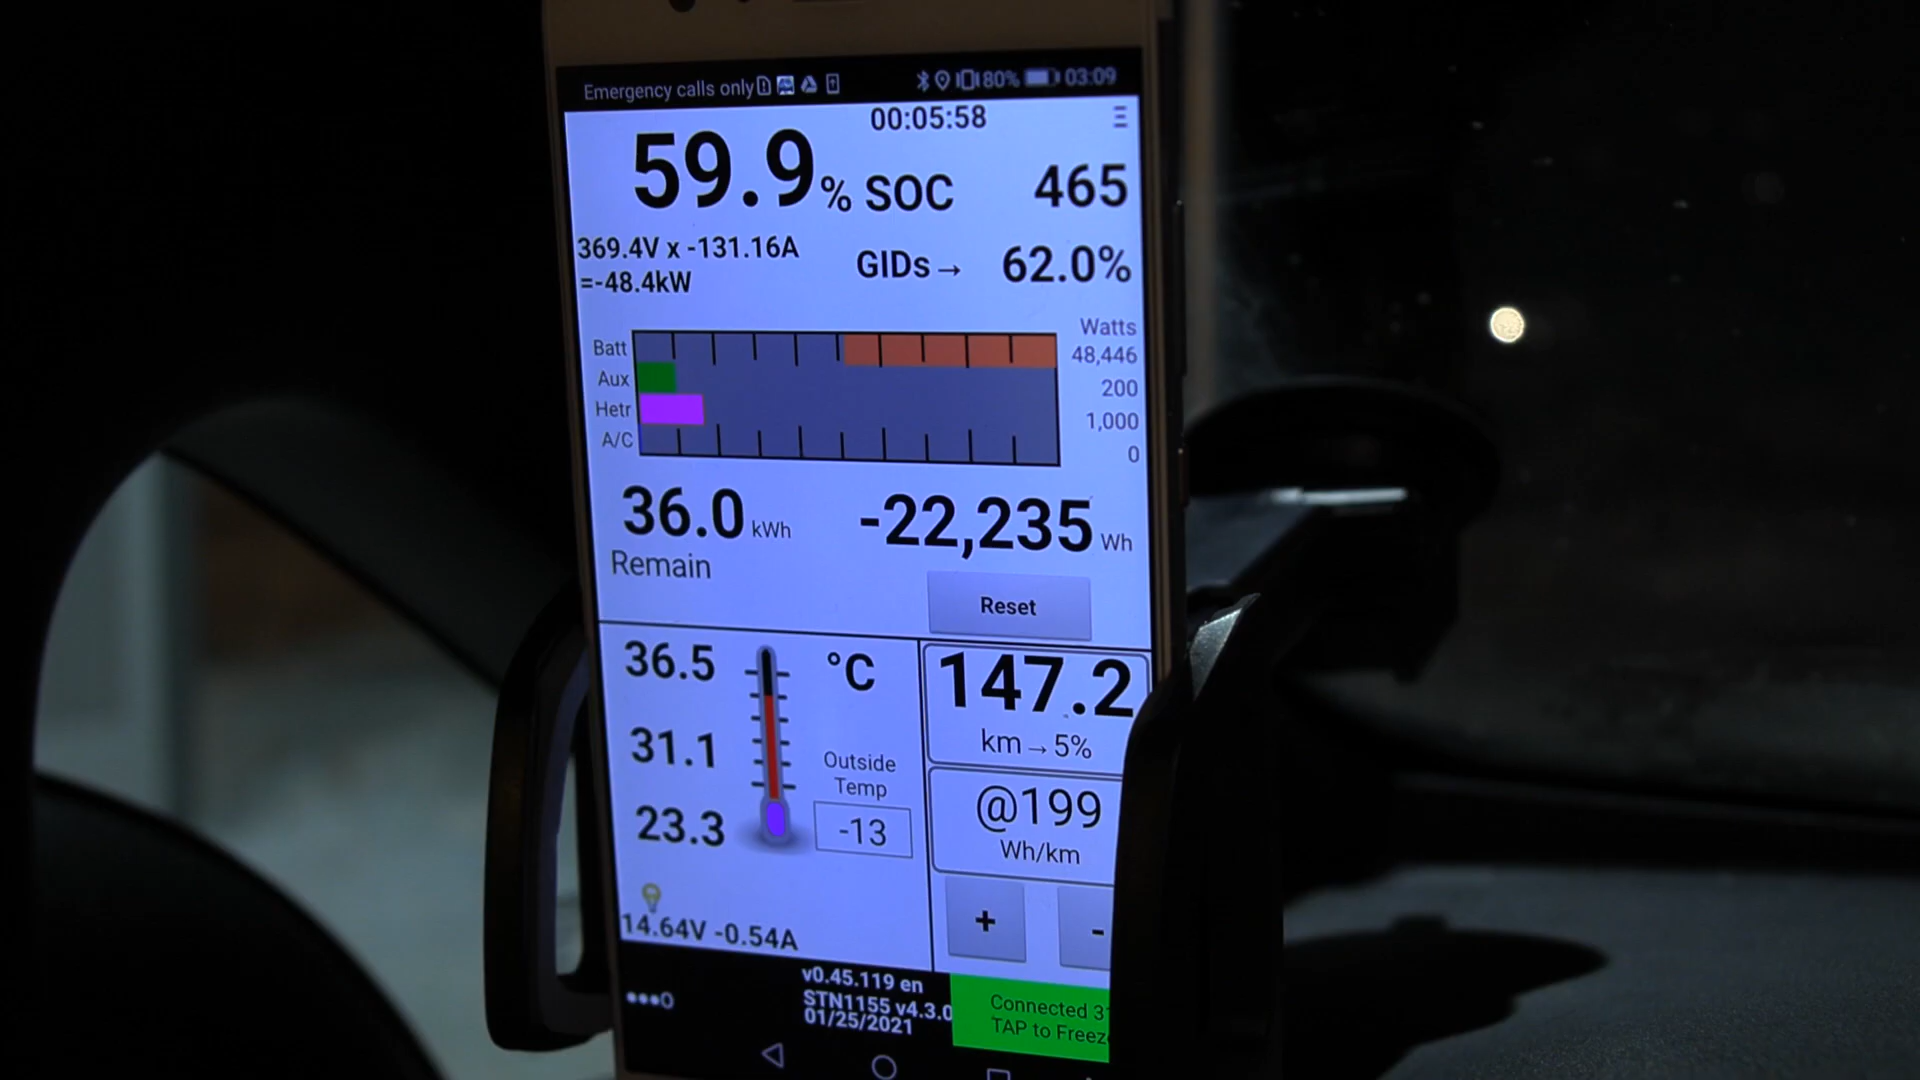 Emergency calls only 80% 03:09
00:05:58
59.9% SOC 465
369.4V x -131.16A
=-48.4kW
GIDs→ 62.0%
Watts
Batt 48,446
Aux 200
Hetr 1,000
A/C 0
36.0 kWh -22,235 Wh
Remain
Reset
36.5 °C
31.1
23.3
Outside
Temp
-13
147.2
km→5%
@199
Wh/km
+ -
14.64V -0.54A
v0.45.119 en
STN1155 v4.3.0
01/25/2021
Connected
TAP to Freeze